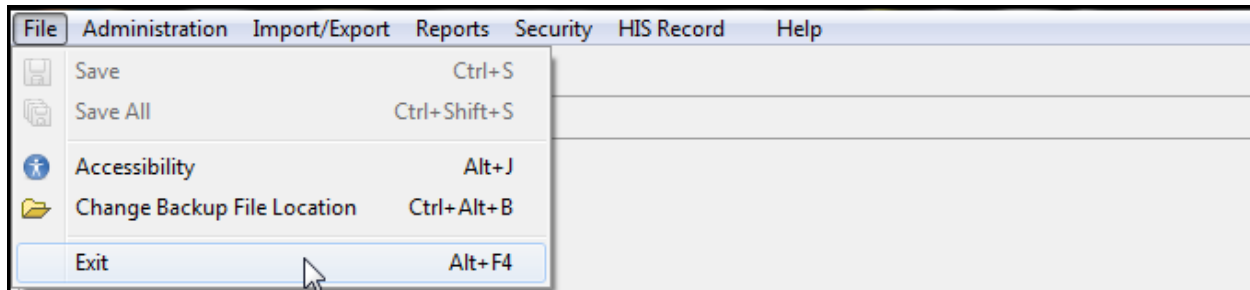 File Administration Import/Export Reports Security HIS Record Help
Save Ctrl+S
Save All Ctrl+Shift+S
Accessibility Alt+J
Change Backup File Location Ctrl+Alt+B
Exit Alt+F4